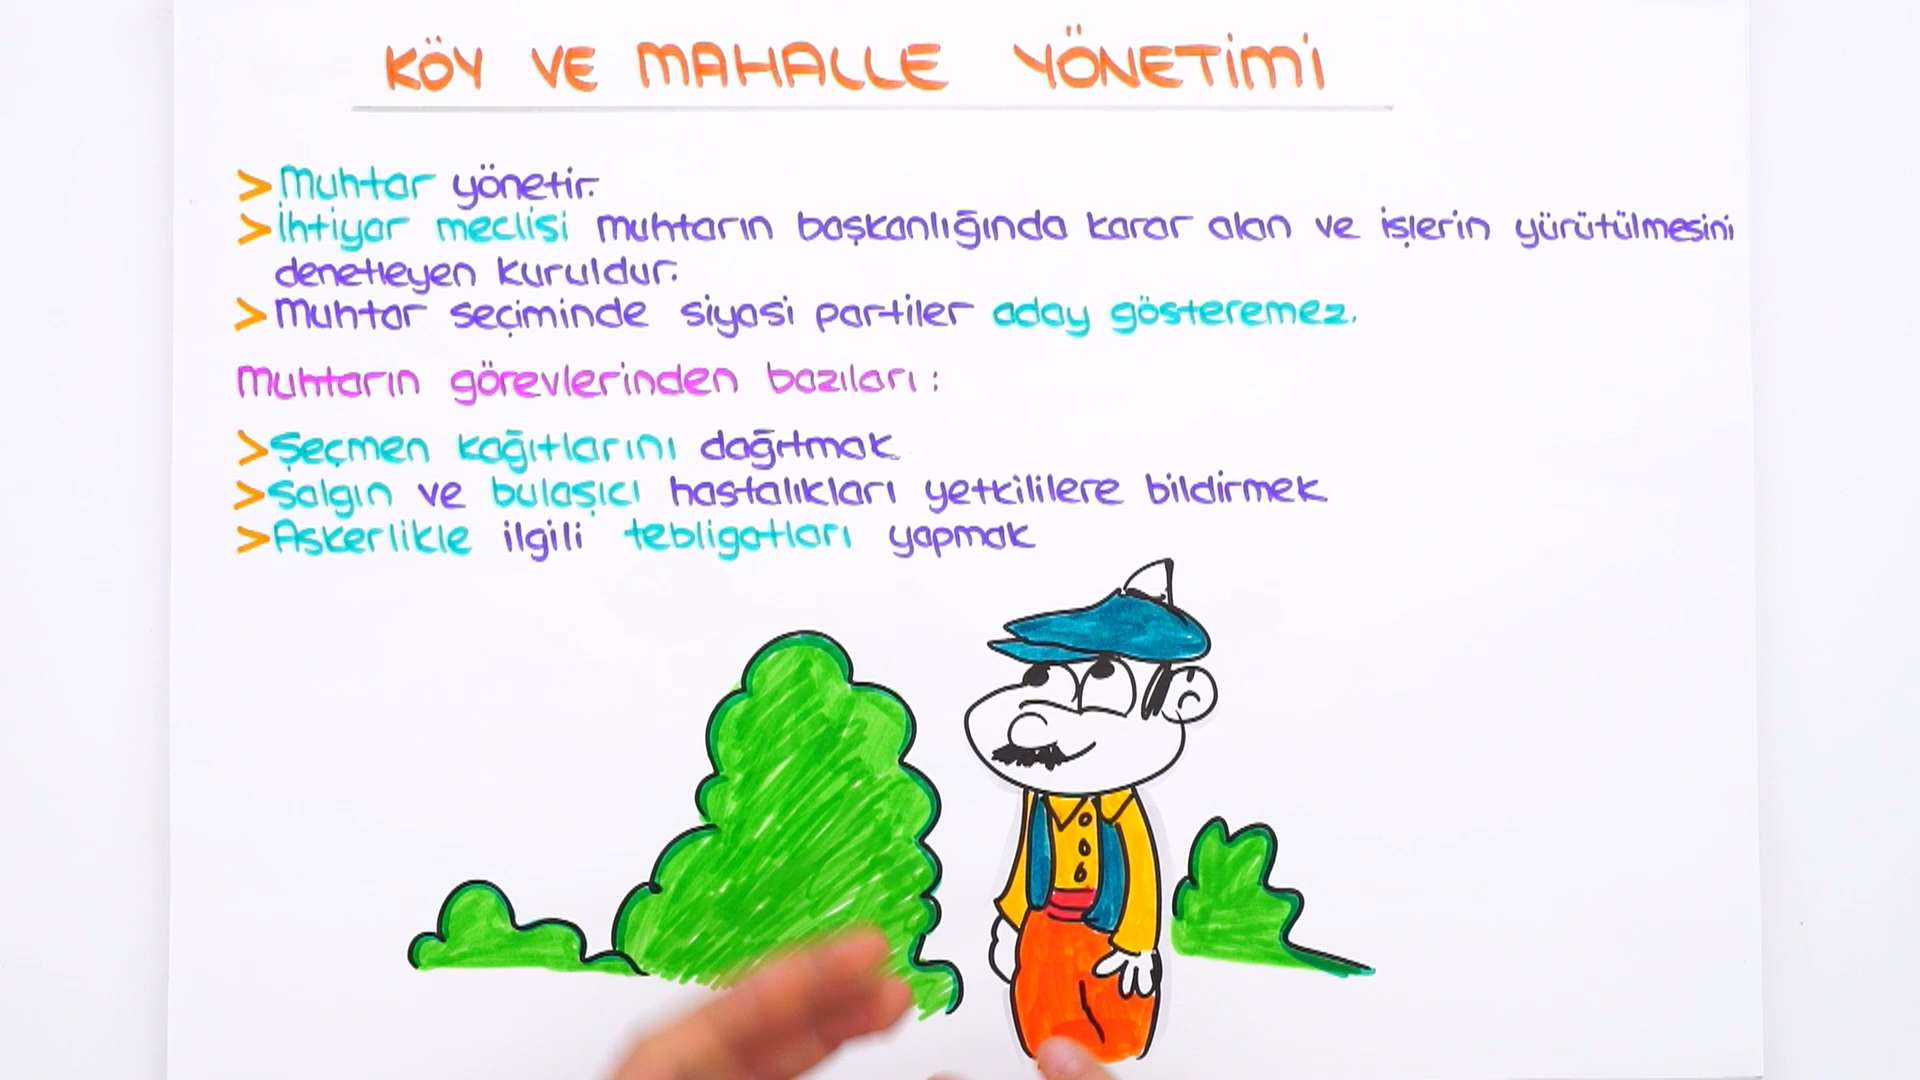 KÖY VE MAHALLE YÖNETİMİ
> Muhtar yönetir.
> İhtiyar meclisi muhtarın başkanlığında karar alan ve işlerin yürütülmesini
denetleyen kuruldur.
> Muhtar seçiminde siyasi partiler aday gösteremez.
Muhtarın görevlerinden bazıları:
> Seçmen kağıtlarını dağıtmak
> Salgın ve bulaşıcı hastalıkları yetkililere bildirmek
> Askerlikle ilgili tebligatları yapmak